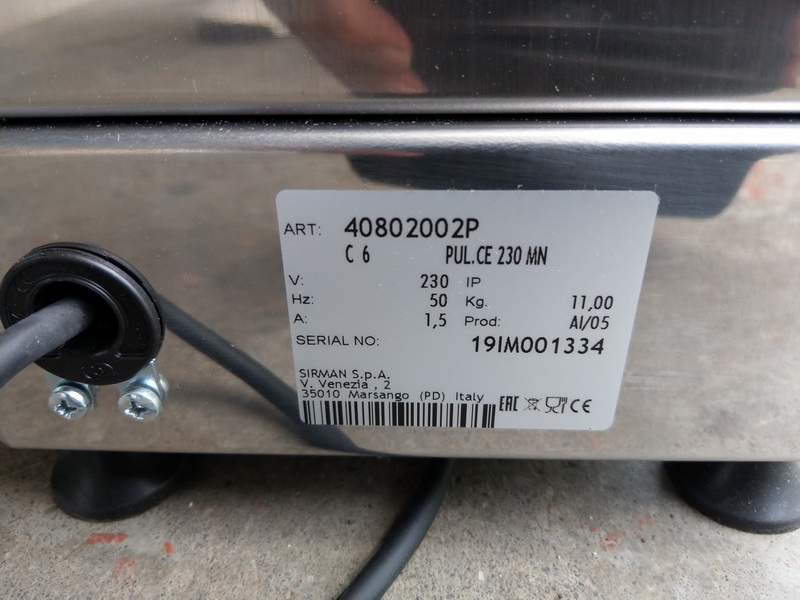 ART: 40802002P
C 6 PUL.CE 230 MN
V: 230 IP
Hz: 50 Kg. 11,00
A: 1,5 Prod: AI/05
SERIAL NO: 19IM001334
SIRMAN S.p.A.
V. Venezia , 2
35010 Marsango (PD) Italy
EAC CE